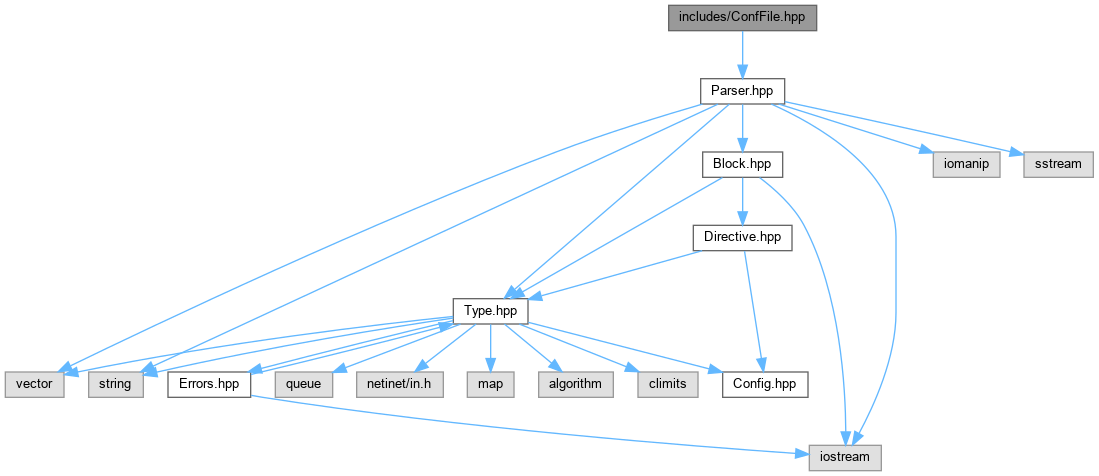 includes/ConfFile.hpp
Parser.hpp
Block.hpp
iomanip
sstream
Directive.hpp
Type.hpp
vector
string
Errors.hpp
queue
netinet/in.h
map
algorithm
climits
Config.hpp
iostream